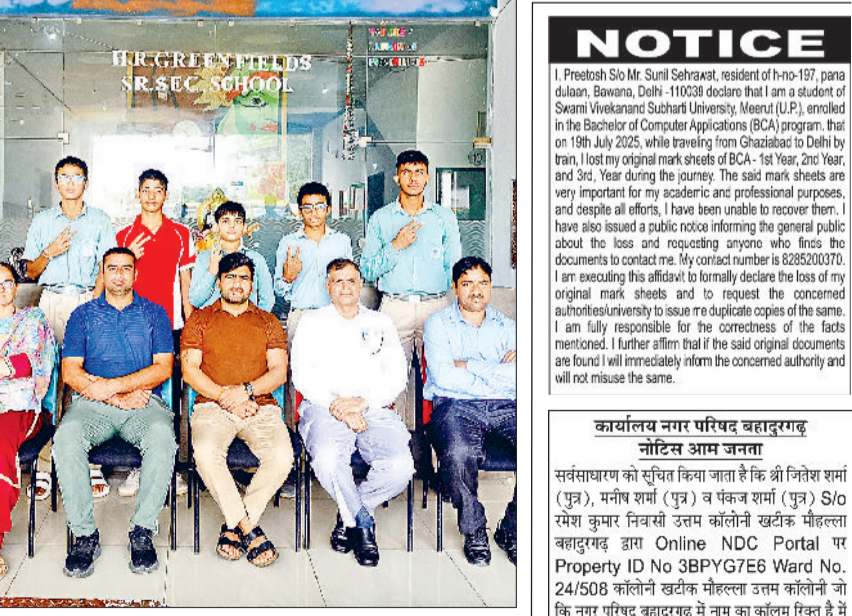 H.R.GREEN FIELDS
SR.SEC. SCHOOL
NOTICE
I, Preetosh S/o Mr. Sunil Sehrawat, resident of h-no-197, pana
dulaan, Bawana, Delhi -110039 declare that I am a student of
Swami Vivekanand Subharti University, Meerut (U.P.), enrolled
in the Bachelor of Computer Applications (BCA) program. that
on 19th July 2025, while traveling from Ghaziabad to Delhi by
train, I lost my original mark sheets of BCA - 1st Year, 2nd Year,
and 3rd, Year during the journey. The said mark sheets are
very important for my academic and professional purposes,
and despite all efforts, I have been unable to recover them. I
have also issued a public notice informing the general public
about the loss and requesting anyone who finds the
documents to contact me. My contact number is 8285200370.
I am executing this affidavit to formally declare the loss of my
original mark sheets and to request the concerned
authorities/university to issue me duplicate copies of the same.
I am fully responsible for the correctness of the facts
mentioned. I further affirm that if the said original documents
are found I will immediately inform the concerned authority and
will not misuse the same.
कार्यालय नगर परिषद बहादुरगढ़
नोटिस आम जनता
सर्वसाधारण को सूचित किया जाता है कि श्री जितेश शर्मा
(पुत्र), मनीष शर्मा (पुत्र) व पंकज शर्मा (पुत्र) S/o
रमेश कुमार निवासी उत्तम कॉलोनी खटीक मौहल्ला
बहादुरगढ़ द्वारा Online NDC Portal पर
Property ID No 3BPYG7E6 Ward No.
24/508 कॉलोनी खटीक मौहल्ला उत्तम कॉलोनी जो
कि नगर परिषद बहादुरगढ़ में नाम का कॉलम रिक्त है में